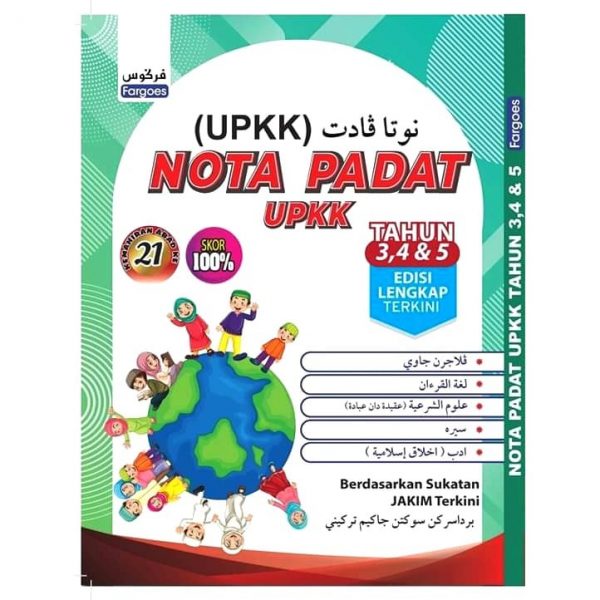 فرݢوس
Fargoes
نوتا ڤادت (UPKK)
NOTA PADAT
UPKK
KEMAHIRAN ABAD KE
21
SKOR
100%
TAHUN
3,4 & 5
EDISI
LENGKAP
TERKINI
• ڤلاجرن جاوي
• لغة القرءان
• علوم الشرعية (عقيدة دان عبادة)
• سيره
• ادب ( اخلاق إسلامية )
Berdasarkan Sukatan
JAKIM Terkini
برداسركن سوكتن جاكيم تركيني
NOTA PADAT UPKK TAHUN 3,4 & 5
Fargoes